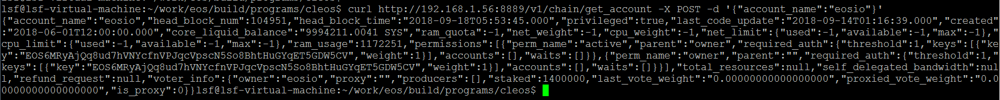 lsf@lsf-virtual-machine:~/work/eos/build/programs/cleos$ curl http://192.168.1.56:8889/v1/chain/get_account -X POST -d '{"account_name":"eosio"}'
{"account_name":"eosio","head_block_num":104951,"head_block_time":"2018-09-18T05:53:45.000","privileged":true,"last_code_update":"2018-09-14T01:16:39.000","created"
:"2018-06-01T12:00:00.000","core_liquid_balance":"9994211.0041 SYS","ram_quota":-1,"net_weight":-1,"cpu_weight":-1,"net_limit":{"used":-1,"available":-1,"max":-1},"
cpu_limit":{"used":-1,"available":-1,"max":-1},"ram_usage":1172251,"permissions":[{"perm_name":"active","parent":"owner","required_auth":{"threshold":1,"keys":[{"ke
y":"EOS6MRyAjQq8ud7hVNYcfnVPJqcVpscN5So8BhtHuGYqET5GDW5CV","weight":1}],"accounts":[],"waits":[]}},{"perm_name":"owner","parent":"","required_auth":{"threshold":1,"
keys":[{"key":"EOS6MRyAjQq8ud7hVNYcfnVPJqcVpscN5So8BhtHuGYqET5GDW5CV","weight":1}],"accounts":[],"waits":[]}}],"total_resources":null,"self_delegated_bandwidth":nul
l,"refund_request":null,"voter_info":{"owner":"eosio","proxy":"","producers":[],"staked":1400000,"last_vote_weight":"0.00000000000000000","proxied_vote_weight":"0.0
0000000000000000","is_proxy":0}}lsf@lsf-virtual-machine:~/work/eos/build/programs/cleos$